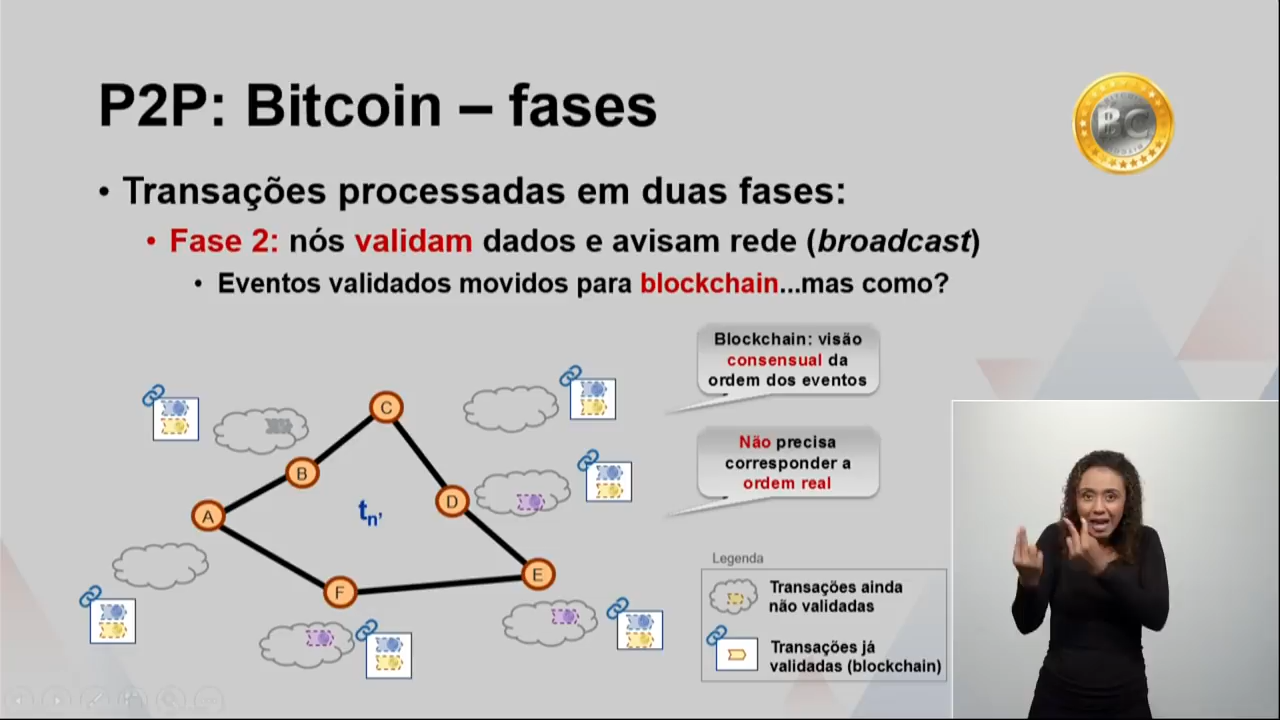 P2P: Bitcoin – fases
• Transações processadas em duas fases:
• Fase 2: nós validam dados e avisam rede (broadcast)
• Eventos validados movidos para blockchain...mas como?
Blockchain: visão
consensual da
ordem dos eventos
Não precisa
corresponder a
ordem real
A
B
C
D
E
F
tn'
Legenda
Transações ainda
não validadas
Transações já
validadas (blockchain)
BC